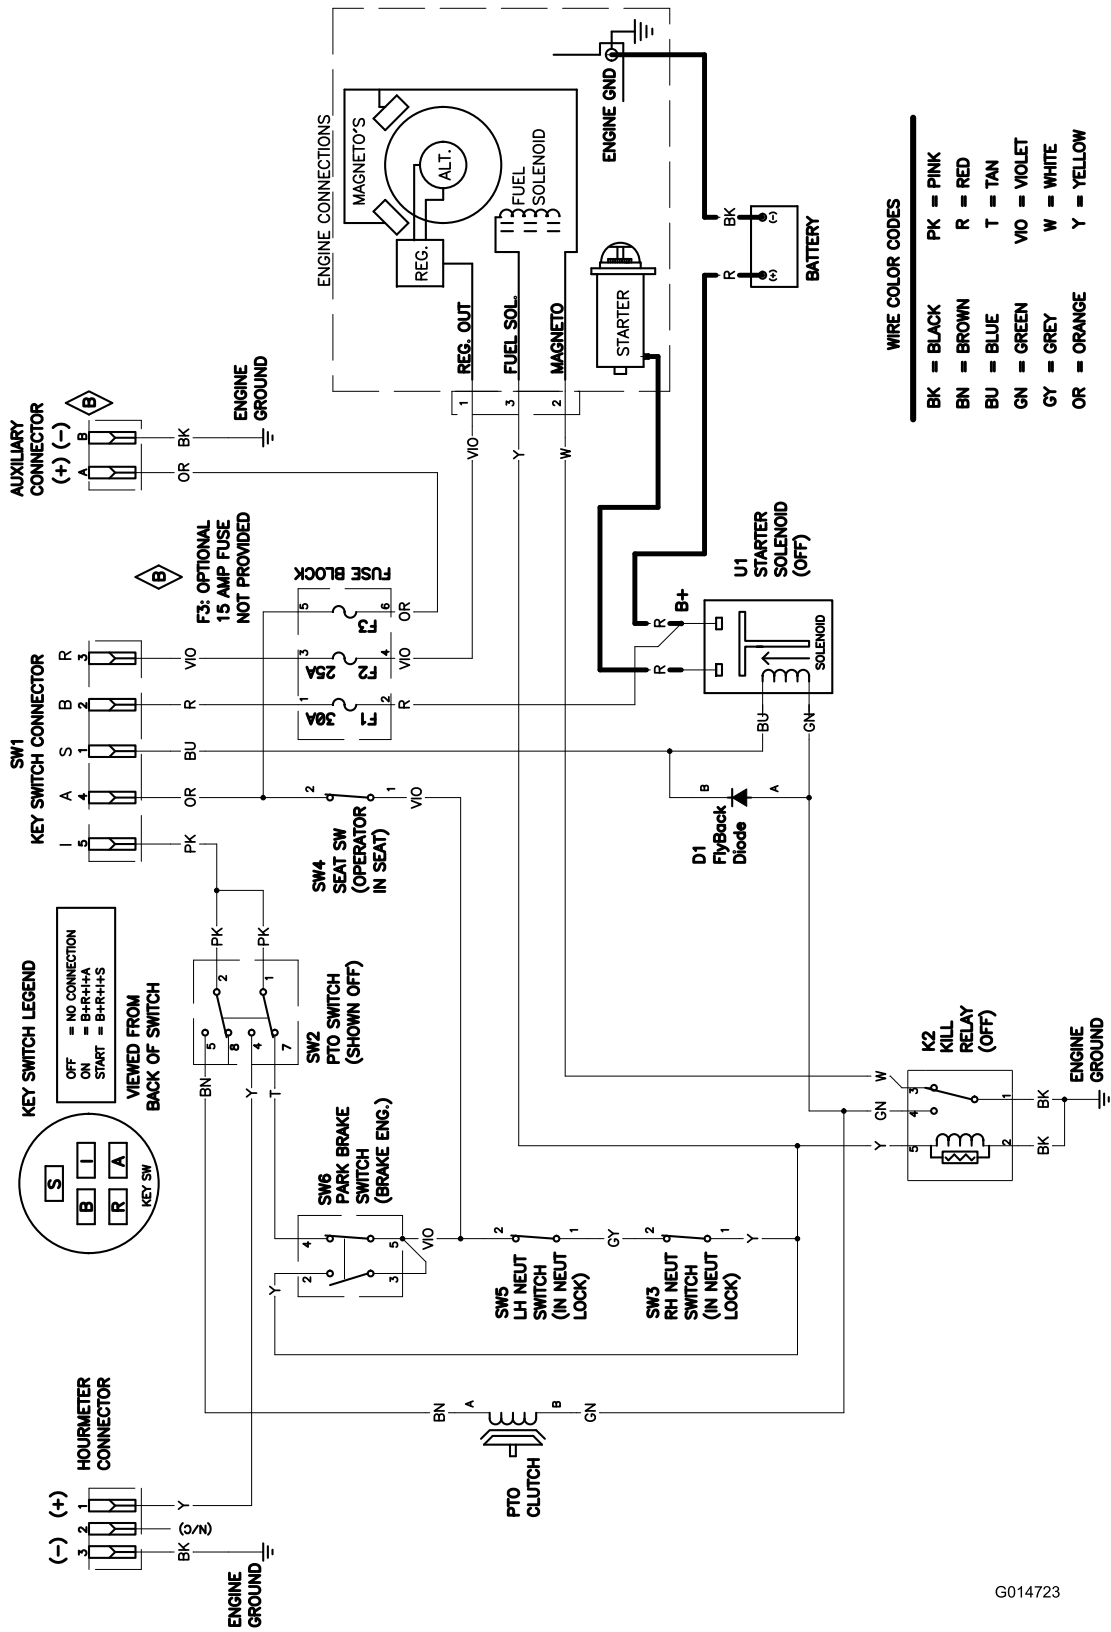 (-) (+)
HOURMETER
CONNECTOR
3
2
1
BK
(N/C)
Y
ENGINE
GROUND
KEY SWITCH LEGEND
OFF = NO CONNECTION
ON = B+R+I+A
START = B+R+I+S
VIEWED FROM
BACK OF SWITCH
S
B
I
R
A
KEY SW
SW1
KEY SWITCH CONNECTOR
I
A
S
B
R
5
4
1
2
3
PK
OR
BU
R
VIO
AUXILIARY
CONNECTOR
(+) (-)
A
B
B
OR
BK
ENGINE
GROUND
B
F3: OPTIONAL
15 AMP FUSE
NOT PROVIDED
FUSE BLOCK
1
3
5
30A
25A
F1
F2
F3
2
4
6
R
VIO
OR
PK
PK
2
1
5
8
4
7
SW2
PTO SWITCH
(SHOWN OFF)
BN
Y
T
SW4
SEAT SW
(OPERATOR
IN SEAT)
2
1
VIO
SW6
PARK BRAKE
SWITCH
(BRAKE ENG.)
4
5
2
3
Y
VIO
SW5
LH NEUT
SWITCH
(IN NEUT
LOCK)
2
1
GY
SW3
RH NEUT
SWITCH
(IN NEUT
LOCK)
2
1
Y
PTO
CLUTCH
BN
A
B
GN
ENGINE CONNECTIONS
MAGNETO'S
ALT.
REG.
FUEL
SOLENOID
REG. OUT
FUEL SOL.
MAGNETO
1
3
2
VIO
Y
W
STARTER
ENGINE GND
BK
R
(-)
(+)
BATTERY
U1
STARTER
SOLENOID
(OFF)
B+
R
R
R
SOLENOID
BU
GN
D1
FlyBack
Diode
B
A
K2
KILL
RELAY
(OFF)
W
GN
Y
3
4
5
1
2
BK
BK
ENGINE
GROUND
WIRE COLOR CODES
BK = BLACK PK = PINK
BN = BROWN R = RED
BU = BLUE T = TAN
GN = GREEN VIO = VIOLET
GY = GREY W = WHITE
OR = ORANGE Y = YELLOW
G014723